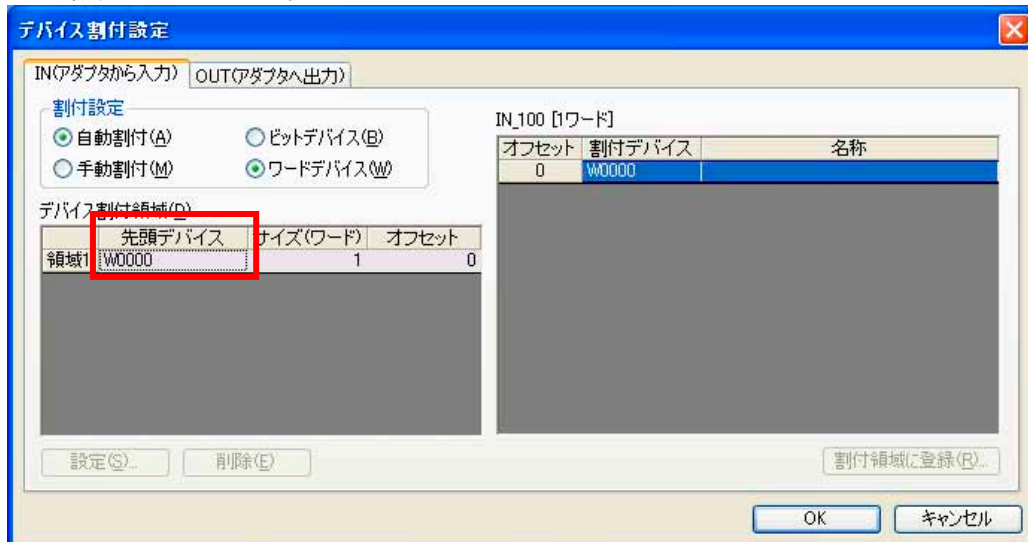 デバイス割付設定
IN(アダプタから入力) OUT(アダプタへ出力)
割付設定
自動割付(A) ビットデバイス(B)
手動割付(M) ワードデバイス(W)
デバイス割付領域(D)
先頭デバイス サイズ(ワード) オフセット
領域1 W0000 1 0
設定(S)... 削除(E)
IN_100 [1ワード]
オフセット 割付デバイス 名称
0 W0000
割付領域に登録(R)...
OK キャンセル